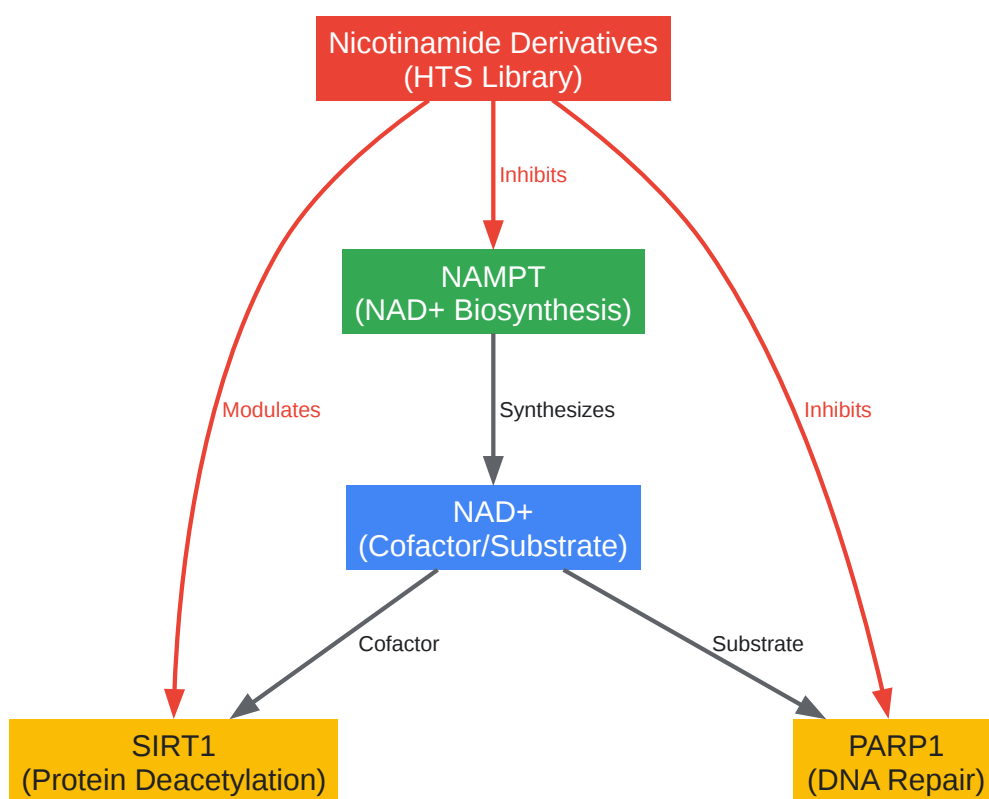 Nicotinamide Derivatives
(HTS Library)
Inhibits
NAMPT
(NAD+ Biosynthesis)
Modulates
Synthesizes
Inhibits
NAD+
(Cofactor/Substrate)
Cofactor
Substrate
SIRT1
(Protein Deacetylation)
PARP1
(DNA Repair)